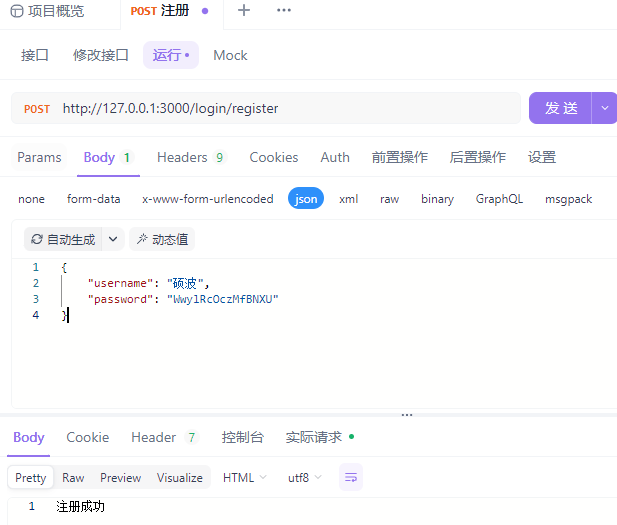 项目概览 POST 注册
接口 修改接口 运行 Mock
POST http://127.0.0.1:3000/login/register 发 送
Params Body 1 Headers 9 Cookies Auth 前置操作 后置操作 设置
none form-data x-www-form-urlencoded json xml raw binary GraphQL msgpack
自动生成 动态值
1 {
2 "username": "硕波",
3 "password": "WwylRcOczMfBNXU"
4 }
Body Cookie Header 7 控制台 实际请求
Pretty Raw Preview Visualize HTML utf8
1 注册成功